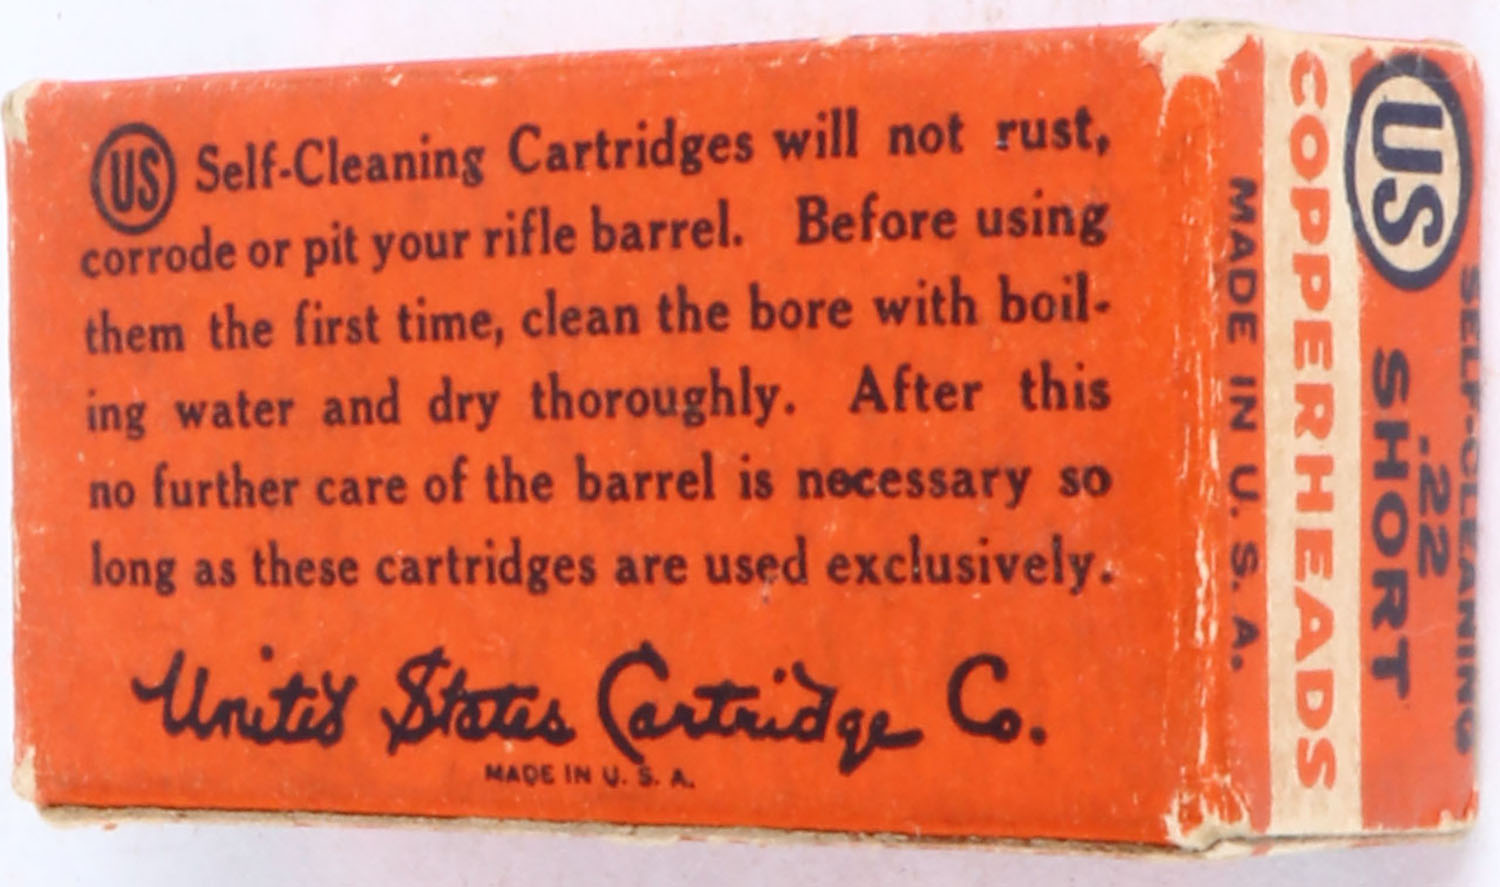 US Self-Cleaning Cartridges will not rust,
corrode or pit your rifle barrel. Before using
them the first time, clean the bore with boil-
ing water and dry thoroughly. After this
no further care of the barrel is necessary so
long as these cartridges are used exclusively.
United States Cartridge Co.
MADE IN U. S. A.
US
SELF-CLEANING
.22
SHORT
COPPERHEADS
MADE IN U. S. A.